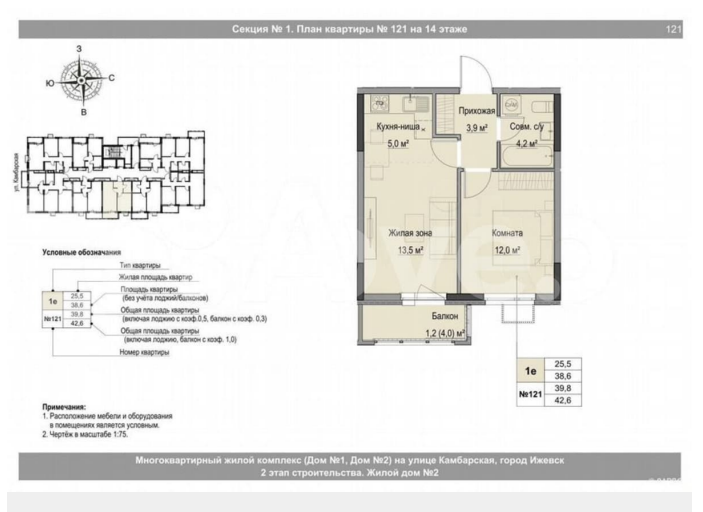 Секция № 1. План квартиры № 121 на 14 этаже
121
З
Ю
С
В
ул. Камбарская
Прихожая
3,9 м²
Кухня-ниша
5,0 м²
Совм. с/у
4,2 м²
Жилая зона
13,5 м²
Комната
12,0 м²
Балкон
1,2 (4,0) м²
1е
№121
25,5
38,6
39,8
42,6
Условные обозначания
Тип квартиры
Жилая площадь квартир
Площадь квартиры
(без учёта лоджий/балконов)
Общая площадь квартиры
(включая лоджию с коэф.0,5, балкон с коэф. 0,3)
Общая площадь квартиры
(включая лоджию, балкон с коэф. 1,0)
Номер квартиры
1е
№121
25,5
38,6
39,8
42,6
Примечания:
1. Расположение мебели и оборудования
в помещениях является условным.
2. Чертёж в масштабе 1:75.
Многоквартирный жилой комплекс (Дом №1, Дом №2) на улице Камбарская, город Ижевск
2 этап строительства. Жилой дом №2